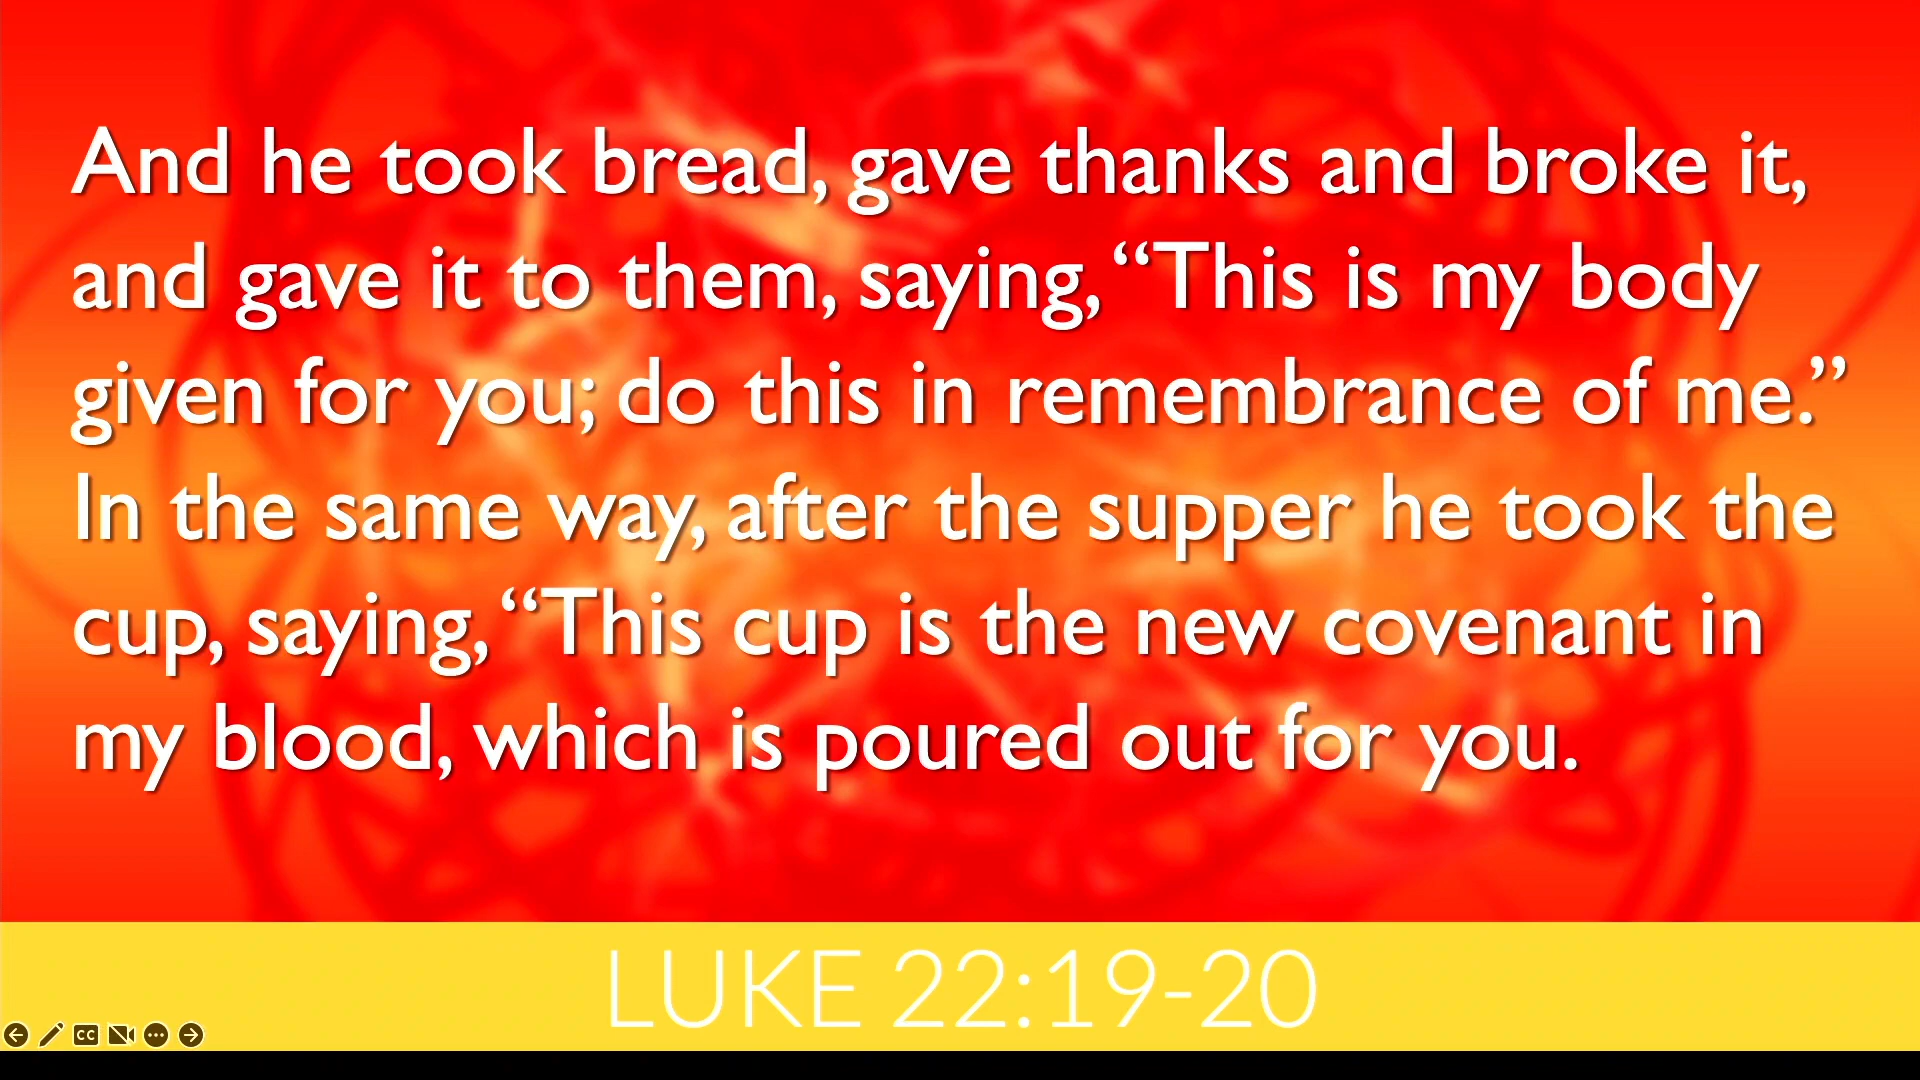 And he took bread, gave thanks and broke it,
and gave it to them, saying, “This is my body
given for you; do this in remembrance of me.”
In the same way, after the supper he took the
cup, saying, “This cup is the new covenant in
my blood, which is poured out for you.
LUKE 22:19-20
CC